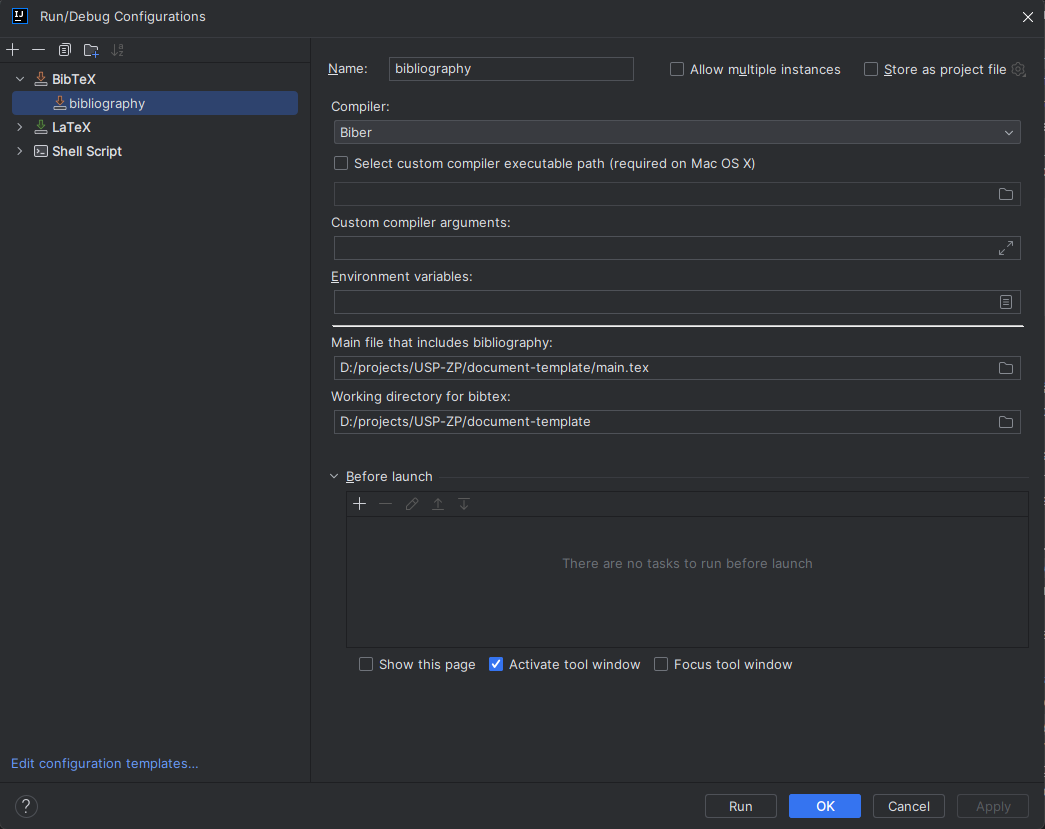 Run/Debug Configurations
BibTeX
bibliography
LaTeX
Shell Script
Edit configuration templates...
Name:
bibliography
Allow multiple instances
Store as project file
Compiler:
Biber
Select custom compiler executable path (required on Mac OS X)
Custom compiler arguments:
Environment variables:
Main file that includes bibliography:
D:/projects/USP-ZP/document-template/main.tex
Working directory for bibtex:
D:/projects/USP-ZP/document-template
Before launch
There are no tasks to run before launch
Show this page
Activate tool window
Focus tool window
?
Run
OK
Cancel
Apply